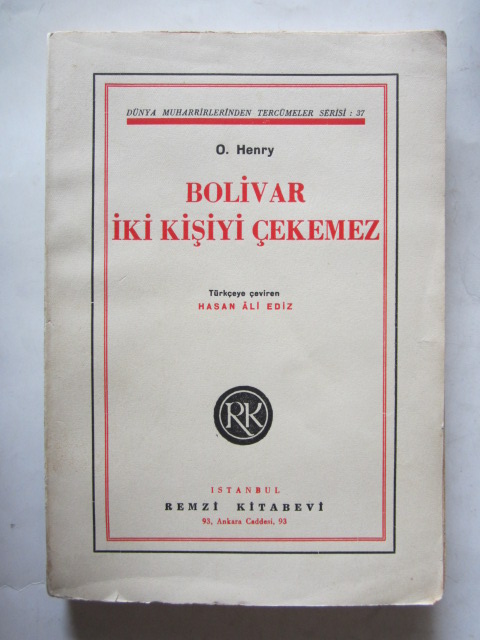 DÜNYA MUHARRİRLERİNDEN TERCÜMELER SERİSİ : 37
O. Henry
BOLİVAR
İKİ KİŞİYİ ÇEKEMEZ
Türkçeye çeviren
HASAN ÂLİ EDİZ
RK
ISTANBUL
REMZİ KİTABEVİ
93, Ankara Caddesi, 93